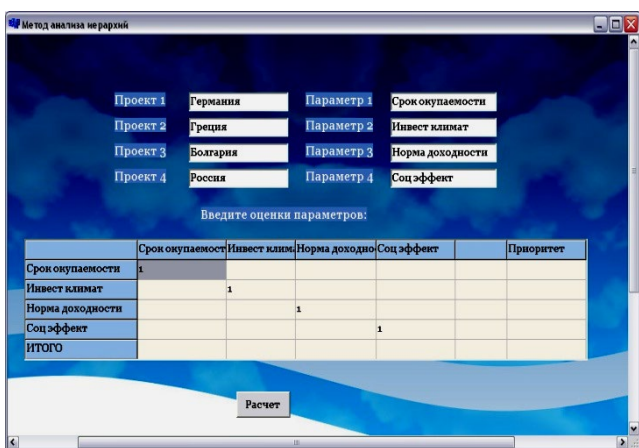 Метод анализа иерархий
Проект 1 Германия Параметр 1 Срок окупаемости
Проект 2 Греция Параметр 2 Инвест климат
Проект 3 Болгария Параметр 3 Норма доходности
Проект 4 Россия Параметр 4 Соц эффект
Введите оценки параметров:
Срок окупаемост Инвест клим Норма доходно Соц эффект Приоритет
Срок окупаемости 1
Инвест климат 1
Норма доходности 1
Соц эффект 1
ИТОГО
Расчет